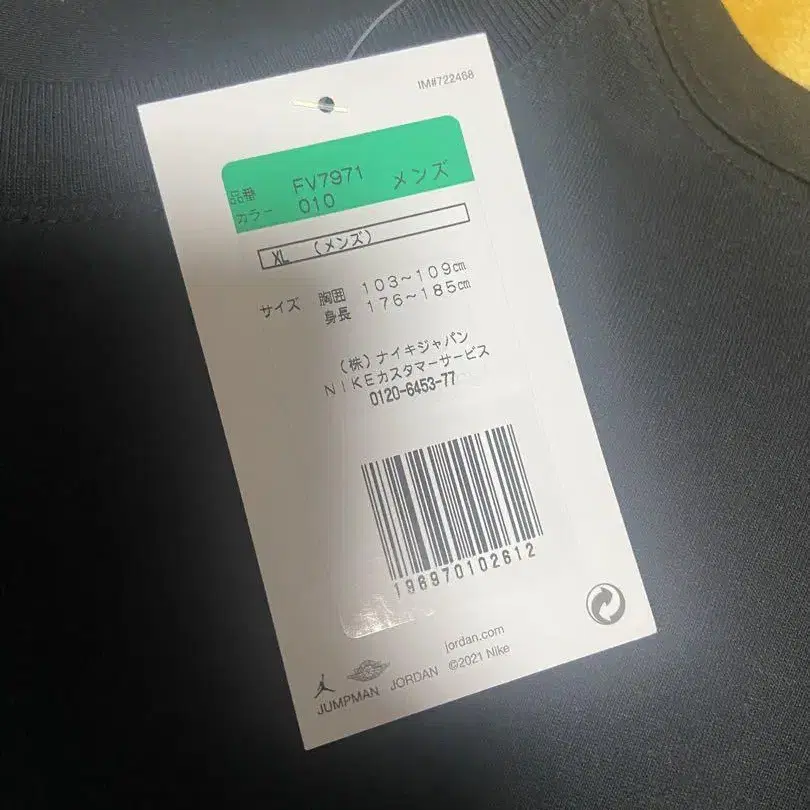 IM#722468
品番 FV7971 メンズ
カラー 010
XL (メンズ)
サイズ 胸囲 103~109cm
身長 176~185cm
(株)ナイキジャパン
NIKEカスタマーサービス
0120-6453-77
196970102612
jordan.com
JUMPMAN JORDAN ©2021 Nike